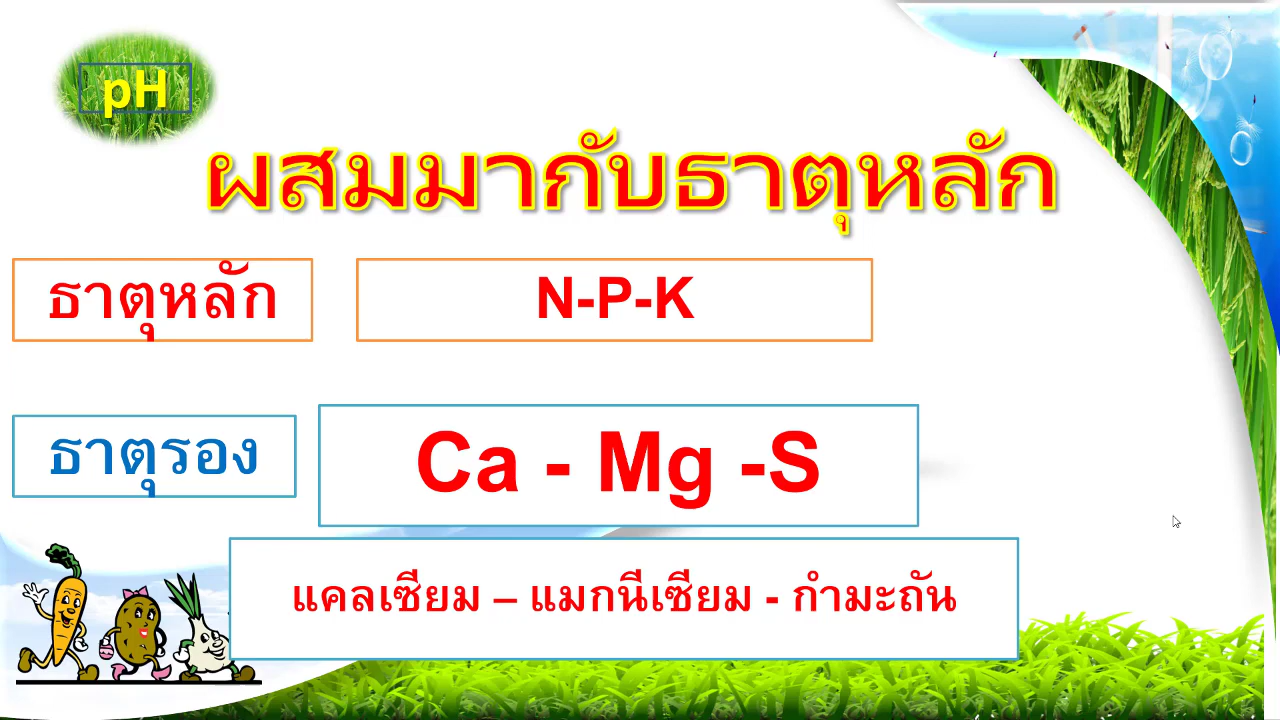 pH
ผสมมากับธาตุหลัก
ธาตุหลัก
N-P-K
ธาตุรอง
Ca - Mg -S
แคลเซียม – แมกนีเซียม - กำมะถัน